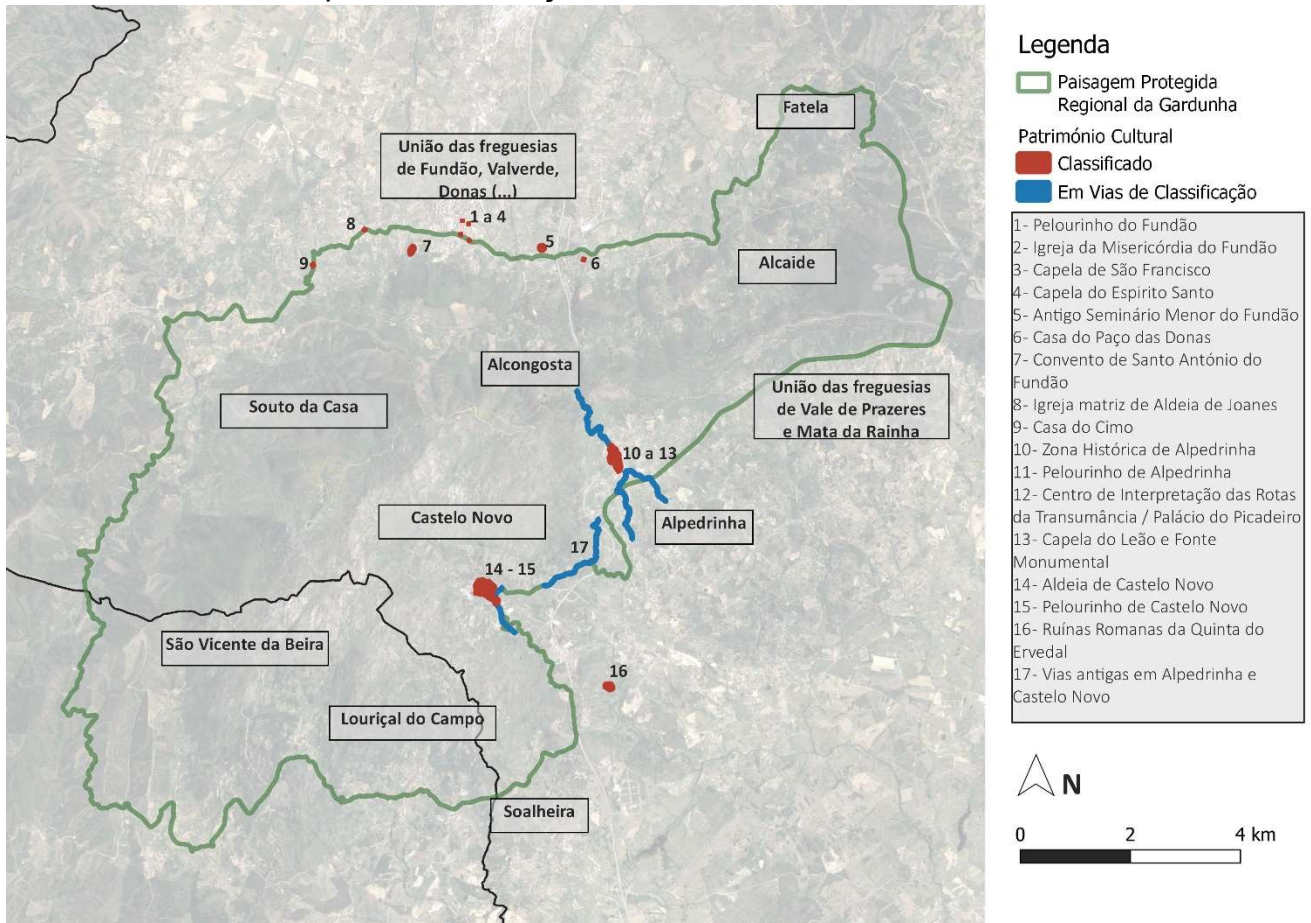 Fatela
União das freguesias
de Fundão, Valverde,
Donas (...)
1 a 4
8
7
5
6
9
Alcaide
Alcongosta
União das freguesias
de Vale de Prazeres
e Mata da Rainha
Souto da Casa
10 a 13
Castelo Novo
Alpedrinha
17
14 - 15
São Vicente da Beira
16
Louriçal do Campo
Soalheira
Legenda
Paisagem Protegida
Regional da Gardunha
Património Cultural
Classificado
Em Vias de Classificação
1- Pelourinho do Fundão
2- Igreja da Misericórdia do Fundão
3- Capela de São Francisco
4- Capela do Espirito Santo
5- Antigo Seminário Menor do Fundão
6- Casa do Paço das Donas
7- Convento de Santo António do
Fundão
8- Igreja matriz de Aldeia de Joanes
9- Casa do Cimo
10- Zona Histórica de Alpedrinha
11- Pelourinho de Alpedrinha
12- Centro de Interpretação das Rotas
da Transumância / Palácio do Picadeiro
13- Capela do Leão e Fonte
Monumental
14- Aldeia de Castelo Novo
15- Pelourinho de Castelo Novo
16- Ruínas Romanas da Quinta do
Ervedal
17- Vias antigas em Alpedrinha e
Castelo Novo
N
0 2 4 km